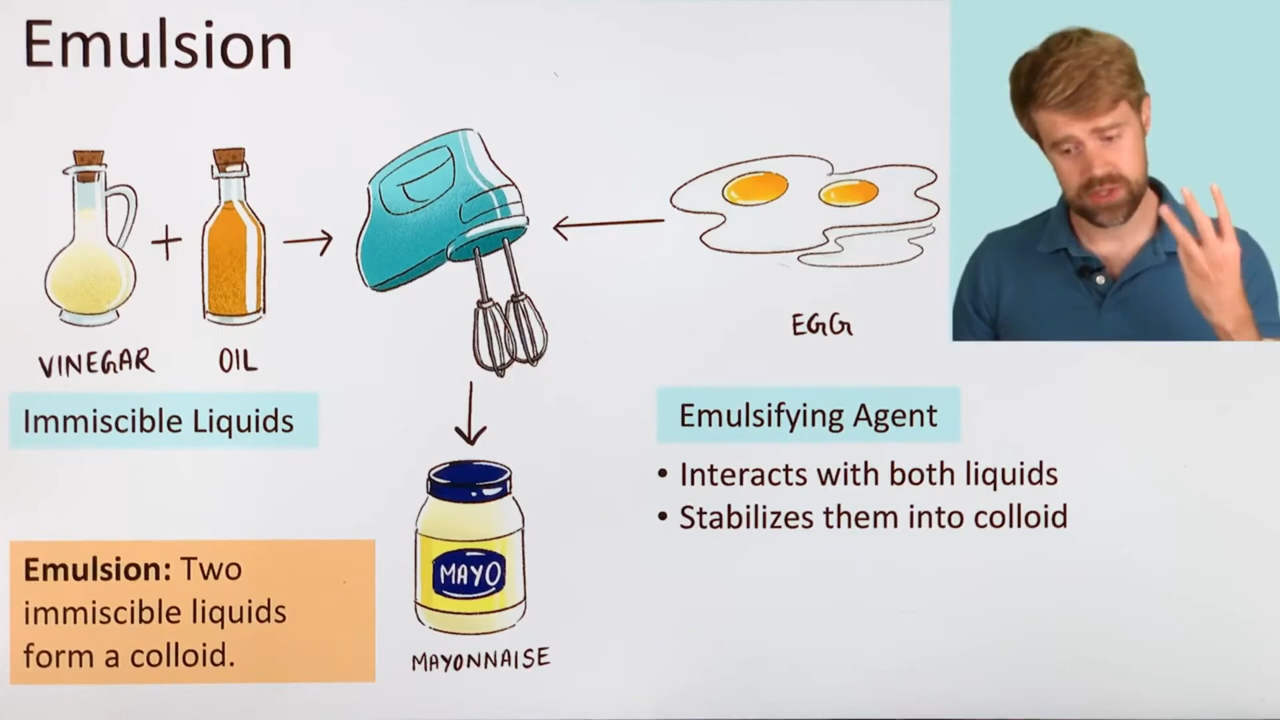 Emulsion
VINEGAR
+
OIL
EGG
Immiscible Liquids
Emulsifying Agent
• Interacts with both liquids
• Stabilizes them into colloid
MAYO
MAYONNAISE
Emulsion: Two
immiscible liquids
form a colloid.